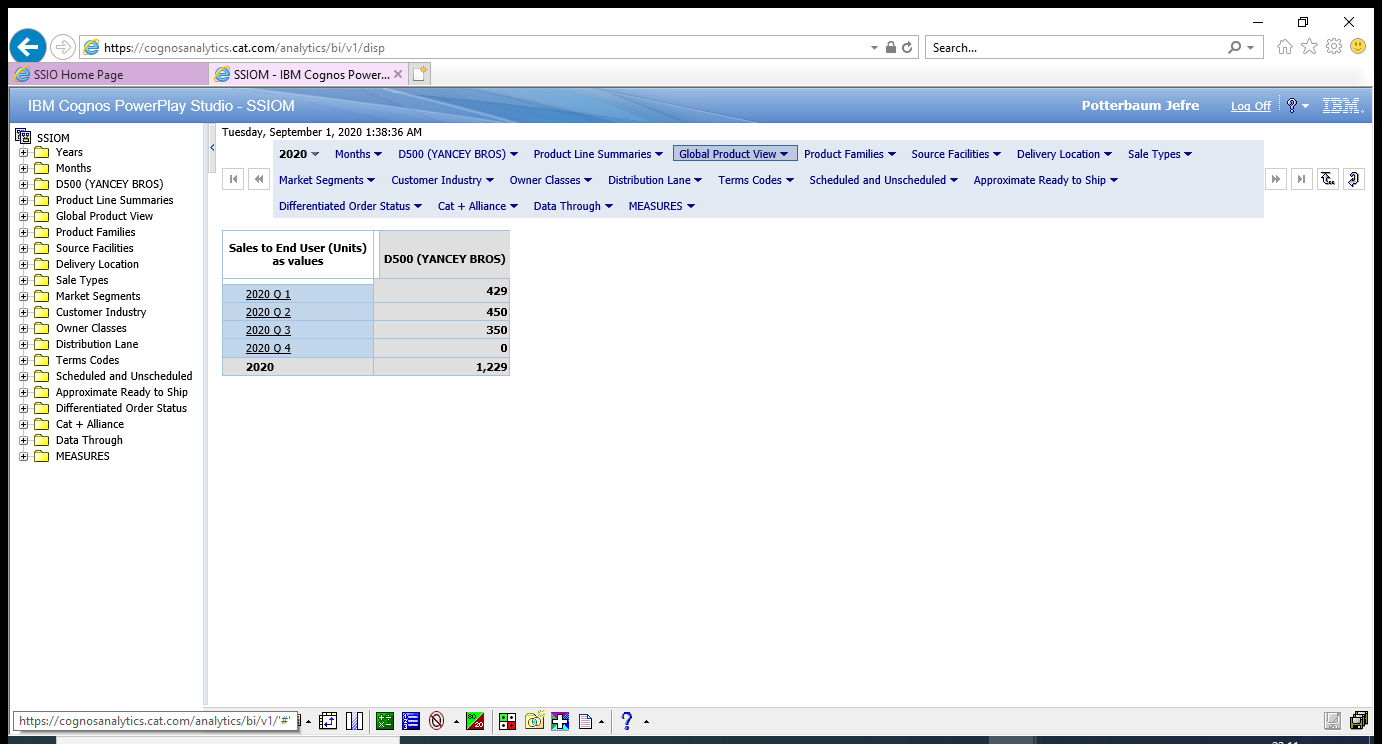 https://cognosanalytics.cat.com/analytics/bi/v1/disp
Search...
SSIO Home Page
SSIOM - IBM Cognos Power...
IBM Cognos PowerPlay Studio - SSIOM
Potterbaum Jefre
Log Off
?
IBM.
SSIOM
Years
Months
D500 (YANCEY BROS)
Product Line Summaries
Global Product View
Product Families
Source Facilities
Delivery Location
Sale Types
Market Segments
Customer Industry
Owner Classes
Distribution Lane
Terms Codes
Scheduled and Unscheduled
Approximate Ready to Ship
Differentiated Order Status
Cat + Alliance
Data Through
MEASURES
Tuesday, September 1, 2020 1:38:36 AM
2020 Months D500 (YANCEY BROS) Product Line Summaries Global Product View Product Families Source Facilities Delivery Location Sale Types
Market Segments Customer Industry Owner Classes Distribution Lane Terms Codes Scheduled and Unscheduled Approximate Ready to Ship
Differentiated Order Status Cat + Alliance Data Through MEASURES
Sales to End User (Units)
as values
D500 (YANCEY BROS)
2020 Q 1 429
2020 Q 2 450
2020 Q 3 350
2020 Q 4 0
2020 1,229
https://cognosanalytics.cat.com/analytics/bi/v1/'#'
80
20
?